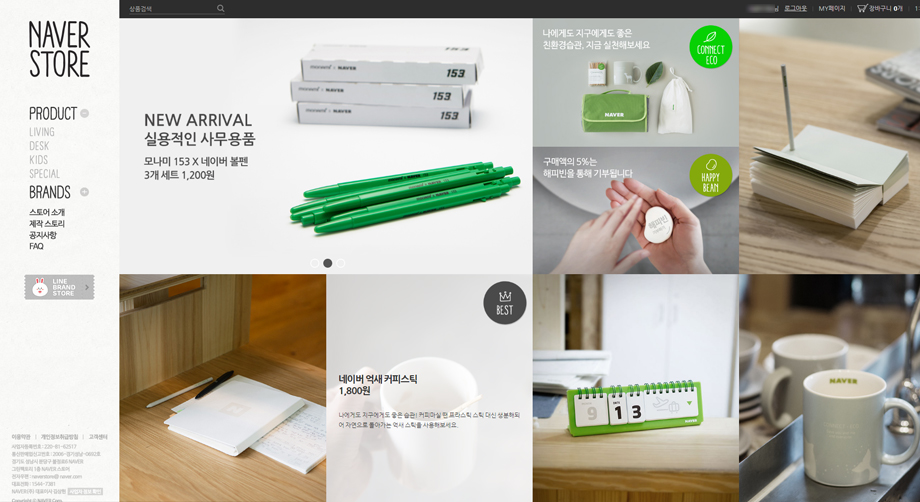 NAVER
STORE
PRODUCT
LIVING
DESK
KIDS
SPECIAL
BRANDS
스토어 소개
제작 스토리
공지사항
FAQ
LINE
BRAND
STORE
이용약관 | 개인정보취급방침 | 고객센터
상품검색
로그아웃
MY페이지
장바구니 0개
NEW ARRIVAL
실용적인 사무용품
모나미 153 X 네이버 볼펜
3개 세트 1,200원
153
153
153
나에게도 지구에게도 좋은
친환경습관, 지금 실천해보세요
CONNECT
ECO
NAVER
구매액의 5%는
해피빈을 통해 기부됩니다
HAPPY
BEAN
해피빈
BEST
네이버 억새 커피스틱
1,800원
나에게도 지구에게도 좋은 습관! 커피마실 땐 프라스틱 스틱 대신 생분해되
어 자연으로 돌아가는 억새 스틱을 사용해보세요.
9 13
NAVER
NAVER